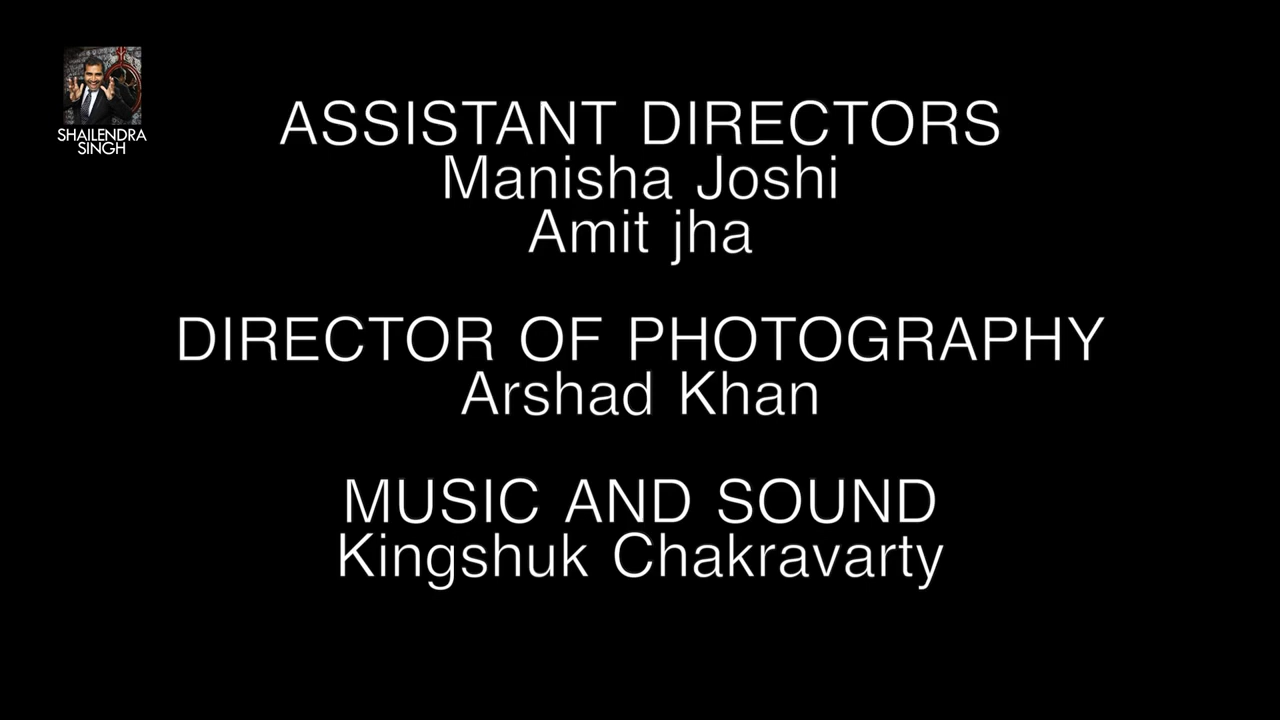 SHAILENDRA
SINGH
ASSISTANT DIRECTORS
Manisha Joshi
Amit jha
DIRECTOR OF PHOTOGRAPHY
Arshad Khan
MUSIC AND SOUND
Kingshuk Chakravarty